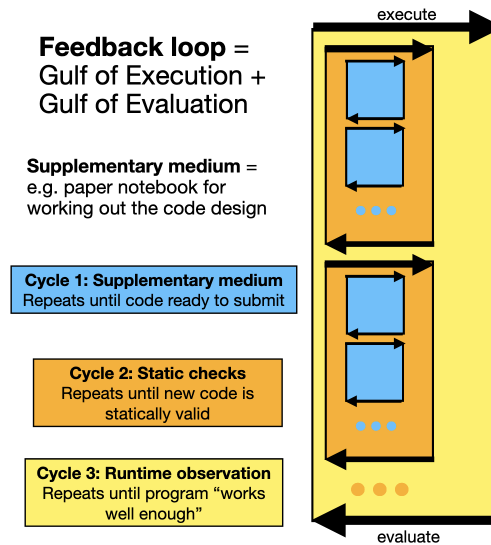 execute
Feedback loop =
Gulf of Execution +
Gulf of Evaluation
Supplementary medium =
e.g. paper notebook for
working out the code design
Cycle 1: Supplementary medium
Repeats until code ready to submit
Cycle 2: Static checks
Repeats until new code is
statically valid
Cycle 3: Runtime observation
Repeats until program “works
well enough”
evaluate